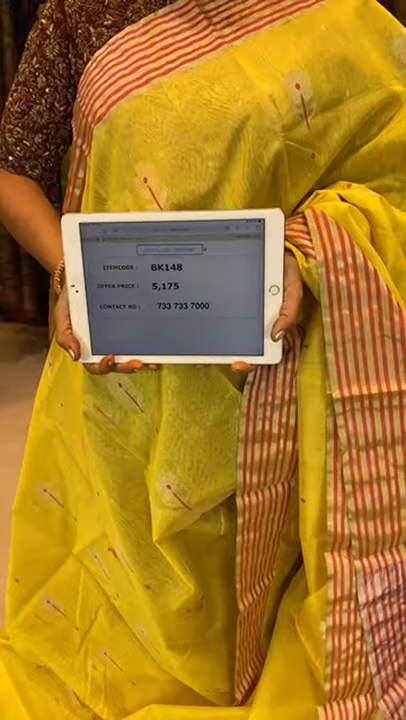 ITEMCODE : BK148
OFFER PRICE : 5,175
CONTACT NO : 733 733 7000